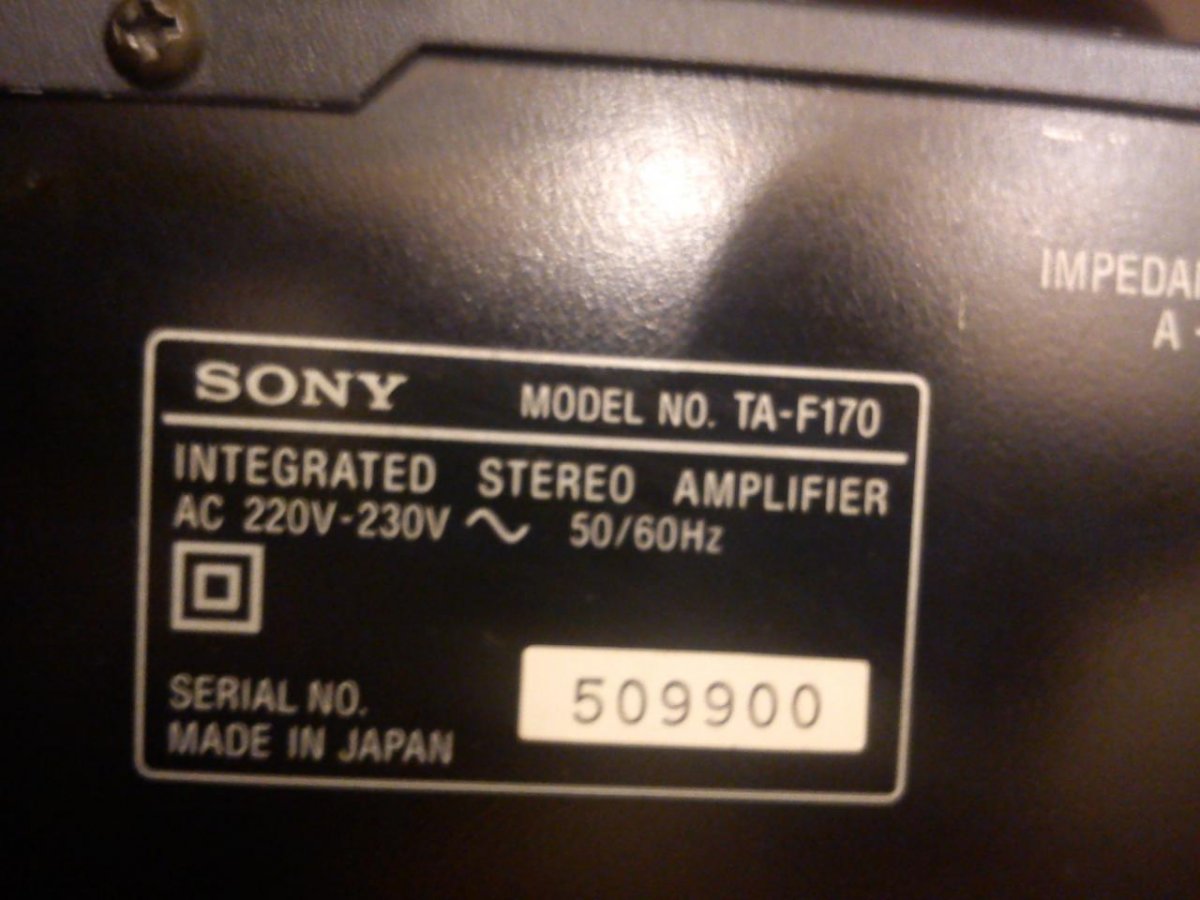 IMPEDA
A
SONY MODEL NO. TA-F170
INTEGRATED STEREO AMPLIFIER
AC 220V-230V ~ 50/60Hz
SERIAL NO. 509900
MADE IN JAPAN